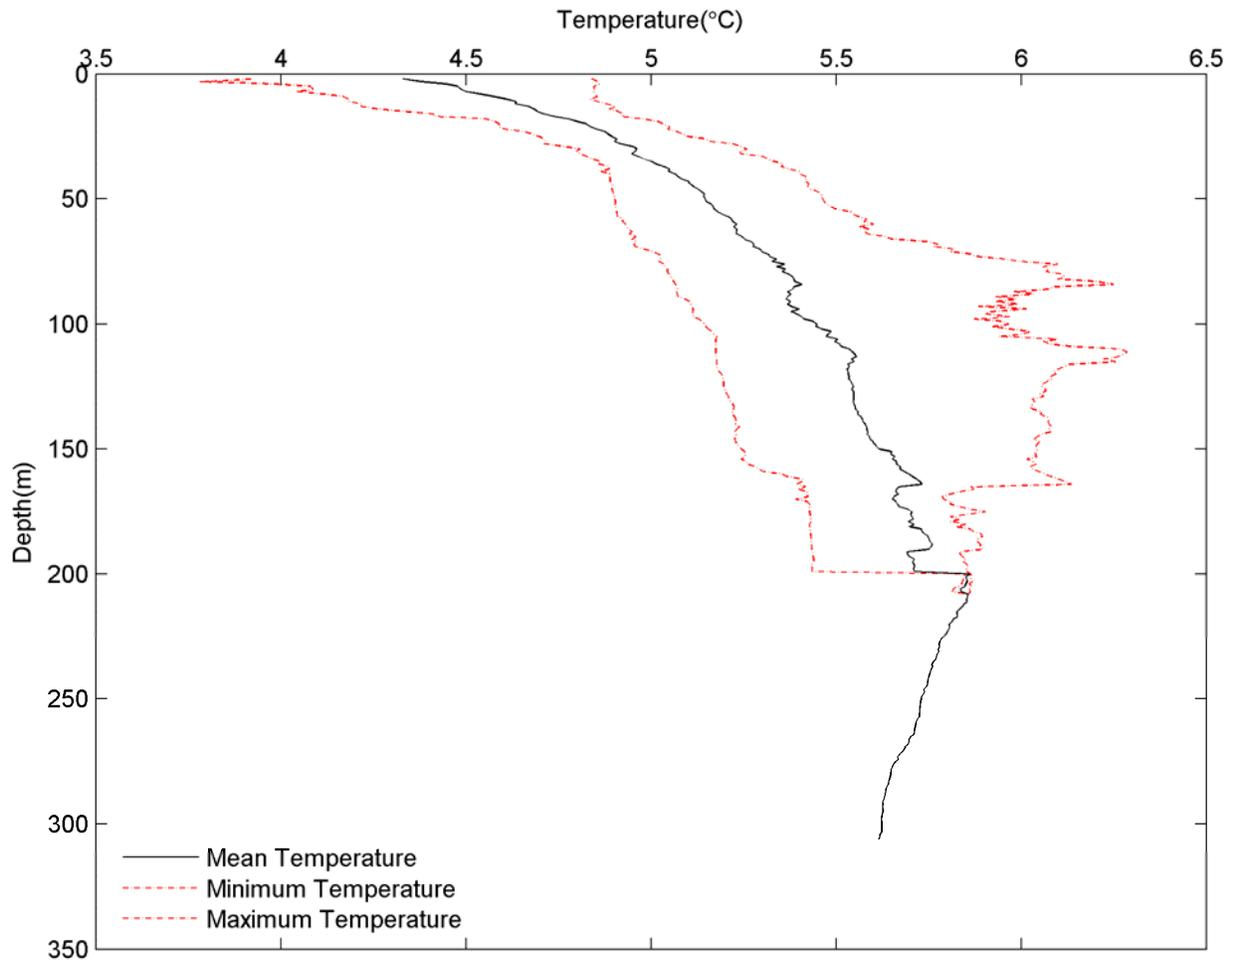 Temperature(°C)
3.5 4 4.5 5 5.5 6 6.5
0
50
100
150
200
250
300
350
Depth(m)
Mean Temperature
Minimum Temperature
Maximum Temperature